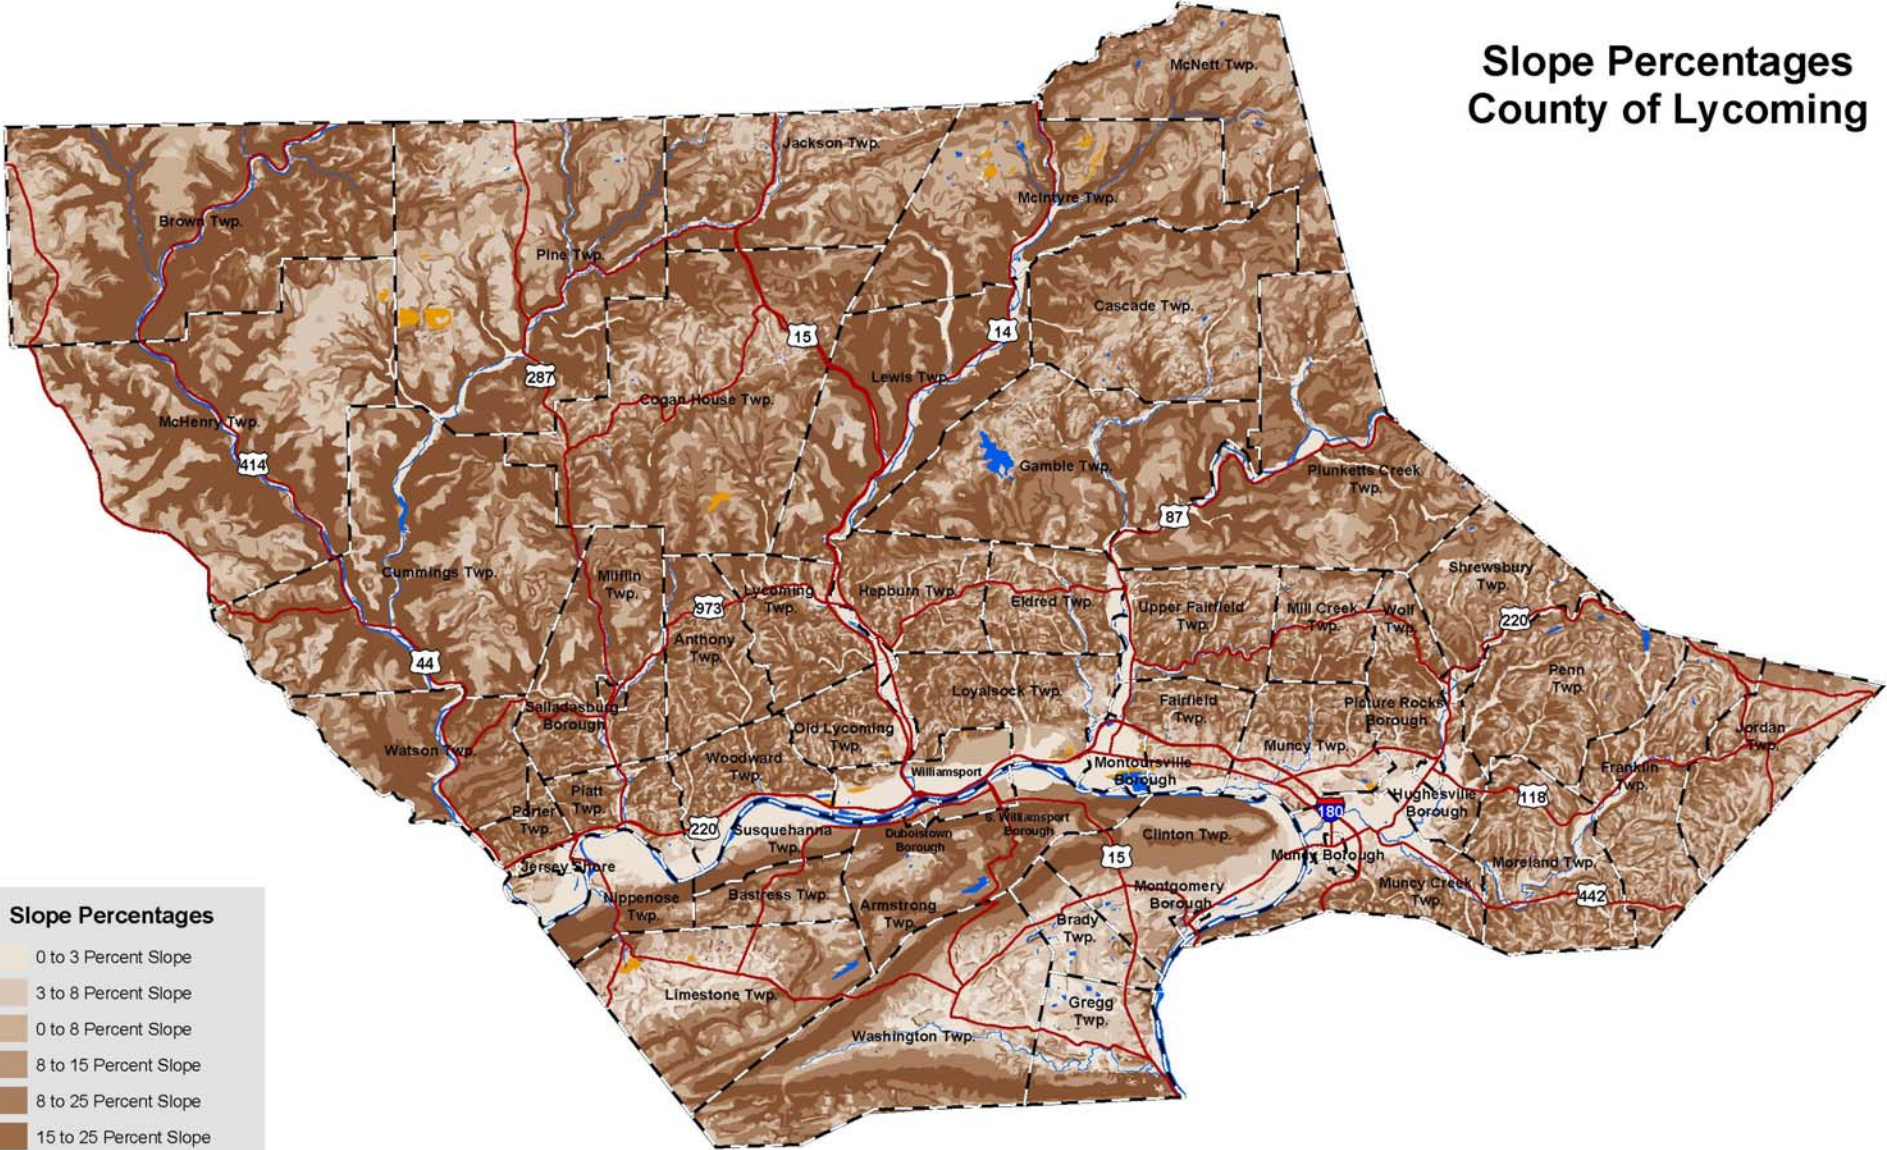 Slope Percentages
County of Lycoming
McNett Twp.
Jackson Twp.
McIntyre Twp.
Brown Twp.
Pine Twp.
Cascade Twp.
15
14
287
Lewis Twp.
Cogan House Twp.
McHenry Twp.
414
Gamble Twp.
Plunketts Creek
Twp.
87
Cummings Twp.
Mifflin
Twp.
Lycoming
Twp.
Hepburn Twp.
Eldred Twp.
Upper Fairfield
Twp.
Mill Creek
Twp.
Wolf
Twp.
Shrewsbury
Twp.
973
220
Anthony
Twp.
44
Penn
Twp.
Loyalsock Twp.
Salladasburg
Borough
Fairfield
Twp.
Picture Rocks
Borough
Old Lycoming
Twp.
Jordan
Twp.
Watson Twp.
Muncy Twp.
Woodward
Twp.
Williamsport
Montoursville
Borough
Franklin
Twp.
Piatt
Twp.
Porter
Twp.
Hughesville
Borough
118
180
220
Susquehanna
Twp.
Duboistown
Borough
S. Williamsport
Borough
Clinton Twp.
15
Muncy Borough
Moreland Twp.
Jersey Shore
Nippenose
Twp.
Bastress Twp.
Armstrong
Twp.
Montgomery
Borough
Muncy Creek
Twp.
442
Brady
Twp.
Limestone Twp.
Gregg
Twp.
Washington Twp.
Slope Percentages
0 to 3 Percent Slope
3 to 8 Percent Slope
0 to 8 Percent Slope
8 to 15 Percent Slope
8 to 25 Percent Slope
15 to 25 Percent Slope